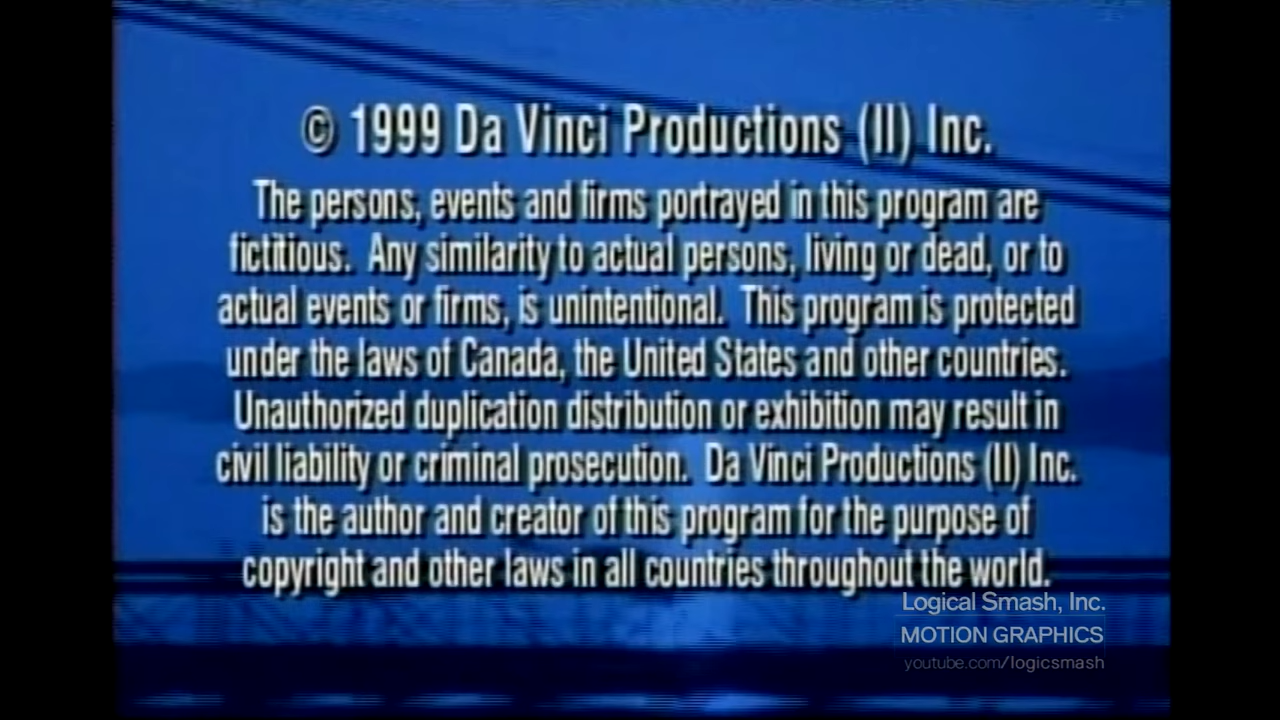 © 1999 Da Vinci Productions (II) Inc.
The persons, events and firms portrayed in this program are
fictitious. Any similarity to actual persons, living or dead, or to
actual events or firms, is unintentional. This program is protected
under the laws of Canada, the United States and other countries.
Unauthorized duplication distribution or exhibition may result in
civil liability or criminal prosecution. Da Vinci Productions (II) Inc.
is the author and creator of this program for the purpose of
copyright and other laws in all countries throughout the world.
Logical Smash, Inc.
MOTION GRAPHICS
youtube.com/logicsmash